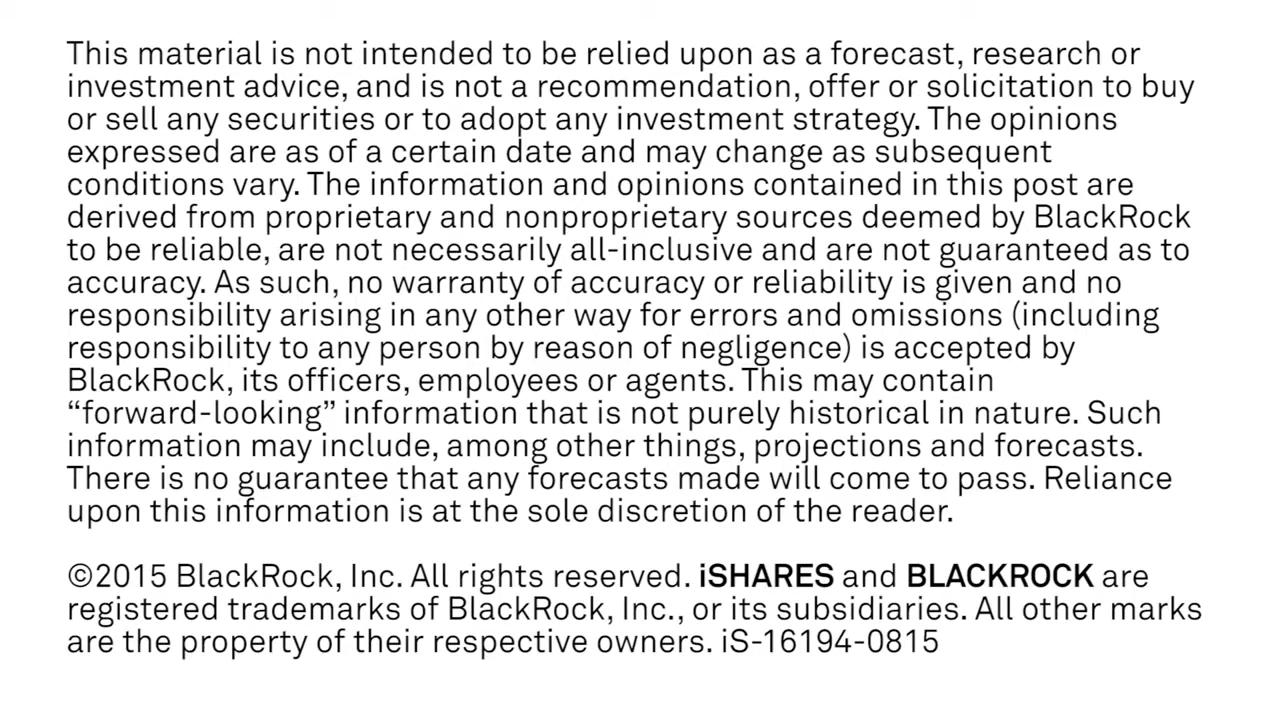 This material is not intended to be relied upon as a forecast, research or
investment advice, and is not a recommendation, offer or solicitation to buy
or sell any securities or to adopt any investment strategy. The opinions
expressed are as of a certain date and may change as subsequent
conditions vary. The information and opinions contained in this post are
derived from proprietary and nonproprietary sources deemed by BlackRock
to be reliable, are not necessarily all-inclusive and are not guaranteed as to
accuracy. As such, no warranty of accuracy or reliability is given and no
responsibility arising in any other way for errors and omissions (including
responsibility to any person by reason of negligence) is accepted by
BlackRock, its officers, employees or agents. This may contain
“forward-looking” information that is not purely historical in nature. Such
information may include, among other things, projections and forecasts.
There is no guarantee that any forecasts made will come to pass. Reliance
upon this information is at the sole discretion of the reader.
©2015 BlackRock, Inc. All rights reserved. iSHARES and BLACKROCK are
registered trademarks of BlackRock, Inc., or its subsidiaries. All other marks
are the property of their respective owners. iS-16194-0815